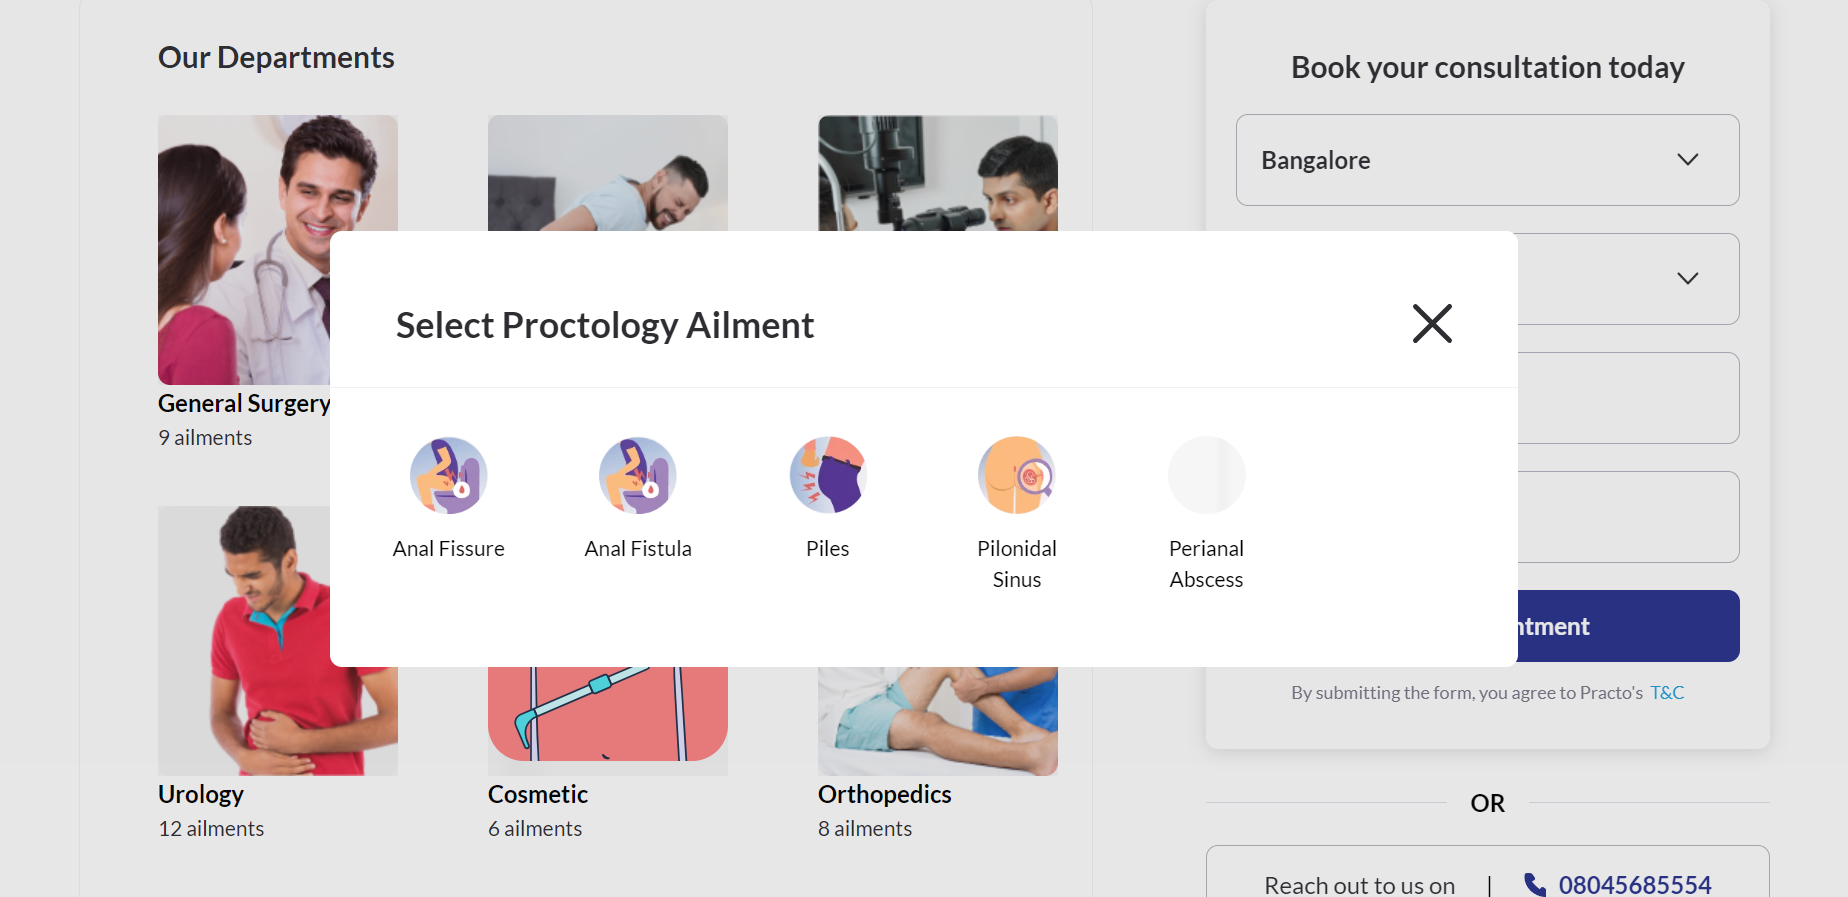 Our Departments
General Surgery
9 ailments
Urology
12 ailments
Cosmetic
6 ailments
Orthopedics
8 ailments
Select Proctology Ailment
Anal Fissure
Anal Fistula
Piles
Pilonidal
Sinus
Perianal
Abscess
Book your consultation today
Bangalore
By submitting the form, you agree to Practo's T&C
OR
Reach out to us on | 08045685554